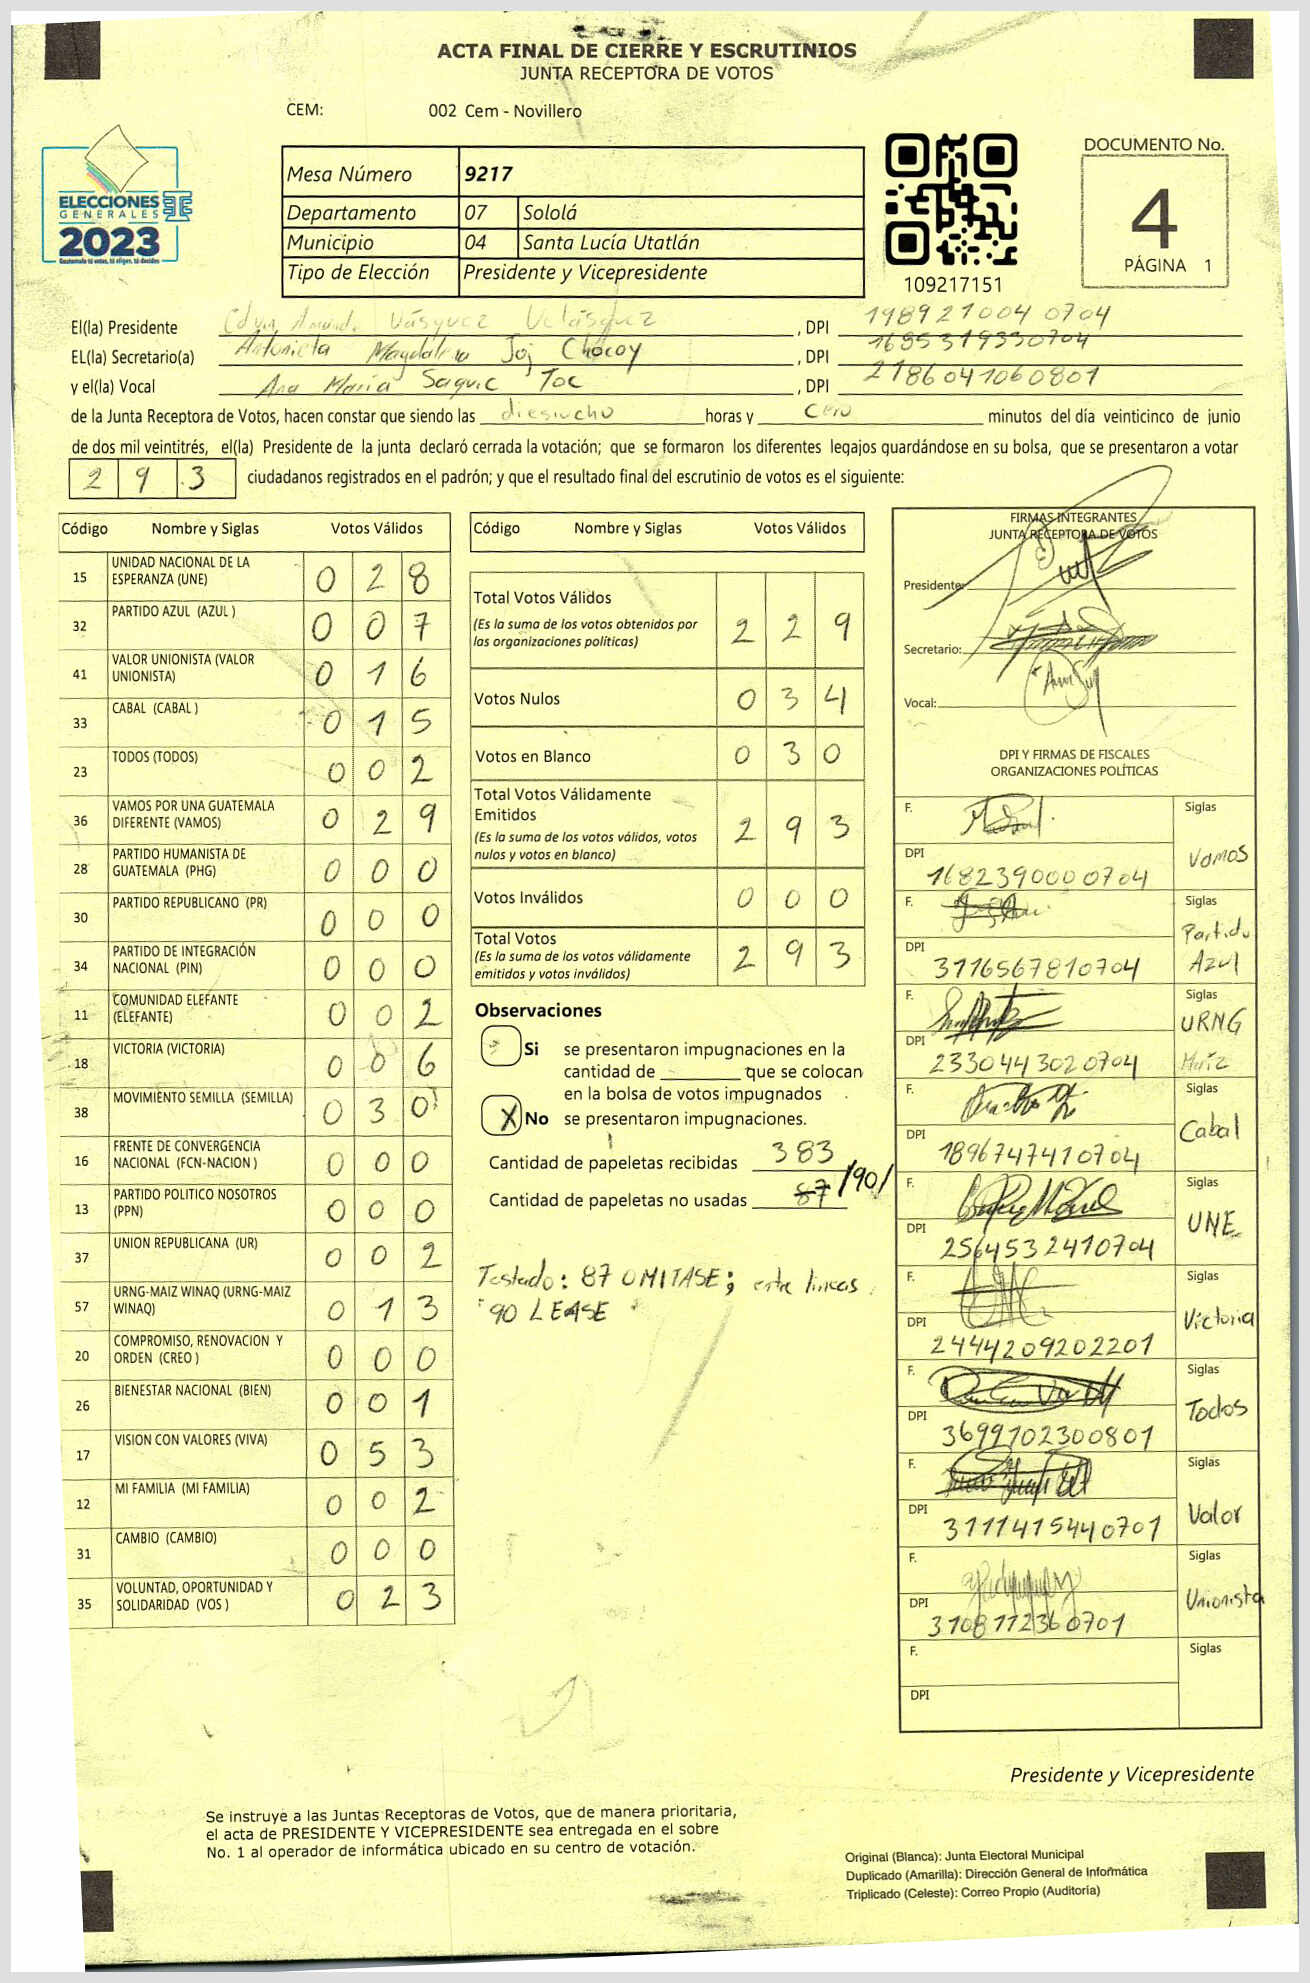 ACTA FINAL DE CIERRE Y ESCRUTINIOS
JUNTA RECEPTORA DE VOTOS
CEM: 002 Cem - Novillero
ELECCIONES
GENERALES
2023
Guatemala tú votas, tú eliges, tú decides
Mesa Número 9217
Departamento 07 Sololá
Municipio 04 Santa Lucía Utatlán
Tipo de Elección Presidente y Vicepresidente
109217151
DOCUMENTO No.
4
PÁGINA 1
El(la) Presidente Edvin Amand. Vásquez Velásquez, DPI 198921004 0704
EL(la) Secretario(a) Antonieta Magdalena Joj Chocoy, DPI 1685319330704
y el(la) Vocal Ana María Saquic Toc, DPI 2186041060801
de la Junta Receptora de Votos, hacen constar que siendo las diesiucho horas y cero minutos del día veinticinco de junio
de dos mil veintitrés, el(la) Presidente de la junta declaró cerrada la votación; que se formaron los diferentes legajos guardándose en su bolsa, que se presentaron a votar
293 ciudadanos registrados en el padrón; y que el resultado final del escrutinio de votos es el siguiente:
Código Nombre y Siglas Votos Válidos
15 UNIDAD NACIONAL DE LA ESPERANZA (UNE) 0 2 8
32 PARTIDO AZUL (AZUL ) 0 0 7
41 VALOR UNIONISTA (VALOR UNIONISTA) 0 1 6
33 CABAL (CABAL ) 0 1 5
23 TODOS (TODOS) 0 0 2
36 VAMOS POR UNA GUATEMALA DIFERENTE (VAMOS) 0 2 9
28 PARTIDO HUMANISTA DE GUATEMALA (PHG) 0 0 0
30 PARTIDO REPUBLICANO (PR) 0 0 0
34 PARTIDO DE INTEGRACIÓN NACIONAL (PIN) 0 0 0
11 COMUNIDAD ELEFANTE (ELEFANTE) 0 0 2
18 VICTORIA (VICTORIA) 0 0 6
38 MOVIMIENTO SEMILLA (SEMILLA) 0 3 0
16 FRENTE DE CONVERGENCIA NACIONAL (FCN-NACION ) 0 0 0
13 PARTIDO POLITICO NOSOTROS (PPN) 0 0 0
37 UNION REPUBLICANA (UR) 0 0 2
57 URNG-MAIZ WINAQ (URNG-MAIZ WINAQ) 0 1 3
20 COMPROMISO, RENOVACION Y ORDEN (CREO ) 0 0 0
26 BIENESTAR NACIONAL (BIEN) 0 0 1
17 VISION CON VALORES (VIVA) 0 5 3
12 MI FAMILIA (MI FAMILIA) 0 0 2
31 CAMBIO (CAMBIO) 0 0 0
35 VOLUNTAD, OPORTUNIDAD Y SOLIDARIDAD (VOS ) 0 2 3
Código Nombre y Siglas Votos Válidos
Total Votos Válidos
(Es la suma de los votos obtenidos por
las organizaciones políticas) 2 2 9
Votos Nulos 0 3 4
Votos en Blanco 0 3 0
Total Votos Válidamente
Emitidos
(Es la suma de los votos válidos, votos
nulos y votos en blanco) 2 9 3
Votos Inválidos 0 0 0
Total Votos
(Es la suma de los votos válidamente
emitidos y votos inválidos) 2 9 3
Observaciones
Si se presentaron impugnaciones en la
cantidad de ________ que se colocan
en la bolsa de votos impugnados
X No se presentaron impugnaciones.
Cantidad de papeletas recibidas 383
Cantidad de papeletas no usadas 87 /90/
Testado: 87 OMITASE; entre lineas
90 LEASE
FIRMAS INTEGRANTES
JUNTA RECEPTORA DE VOTOS
Presidente:
Secretario:
Vocal:
DPI Y FIRMAS DE FISCALES
ORGANIZACIONES POLÍTICAS
F. Siglas Vamos
DPI 1682390000704
F. Siglas Partido Azul
DPI 3116567810704
F. Siglas URNG Maíz
DPI 2330443020704
F. Siglas Cabal
DPI 1896747410704
F. Siglas UNE
DPI 2564532410704
F. Siglas Victoria
DPI 2444209202201
F. Siglas Todos
DPI 3699102300801
F. Siglas Valor
DPI 3111415440701
F. Siglas Unionista
DPI 3108112360701
F. Siglas
DPI
Presidente y Vicepresidente
Se instruye a las Juntas Receptoras de Votos, que de manera prioritaria,
el acta de PRESIDENTE Y VICEPRESIDENTE sea entregada en el sobre
No. 1 al operador de informática ubicado en su centro de votación.
Original (Blanca): Junta Electoral Municipal
Duplicado (Amarilla): Dirección General de Informática
Triplicado (Celeste): Correo Propio (Auditoría)